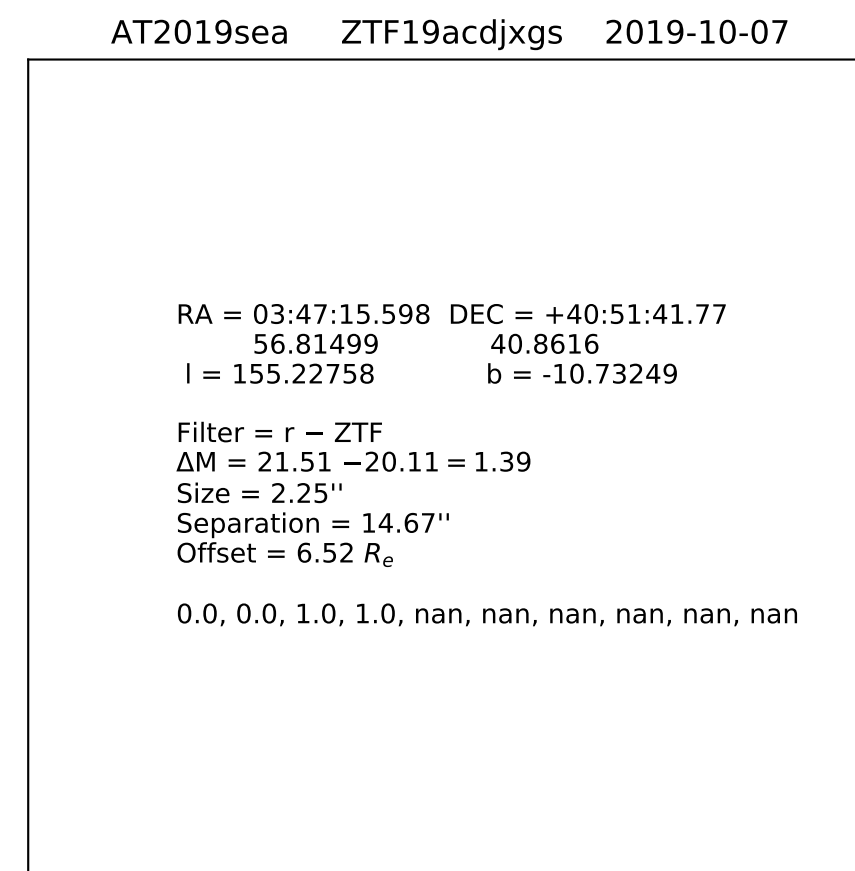 AT2019sea ZTF19acdjxgs 2019-10-07
RA = 03:47:15.598 DEC = +40:51:41.77
56.81499 40.8616
l = 155.22758 b = -10.73249
Filter = r − ZTF
ΔM = 21.51 −20.11 = 1.39
Size = 2.25''
Separation = 14.67''
Offset = 6.52 Rₑ
0.0, 0.0, 1.0, 1.0, nan, nan, nan, nan, nan, nan